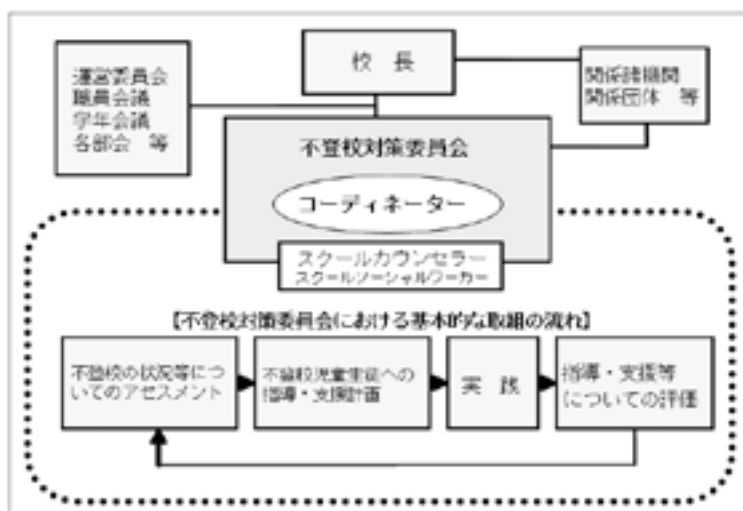 校　長
運営委員会
職員会議
学年会議
各部会　等
関係諸機関
関係団体　等
不登校対策委員会
コーディネーター
スクールカウンセラー
スクールソーシャルワーカー
【不登校対策委員会における基本的な取組の流れ】
不登校の状況等につい
てのアセスメント
不登校児童生徒への
指導・支援計画
実　践
指導・支援等
についての評価